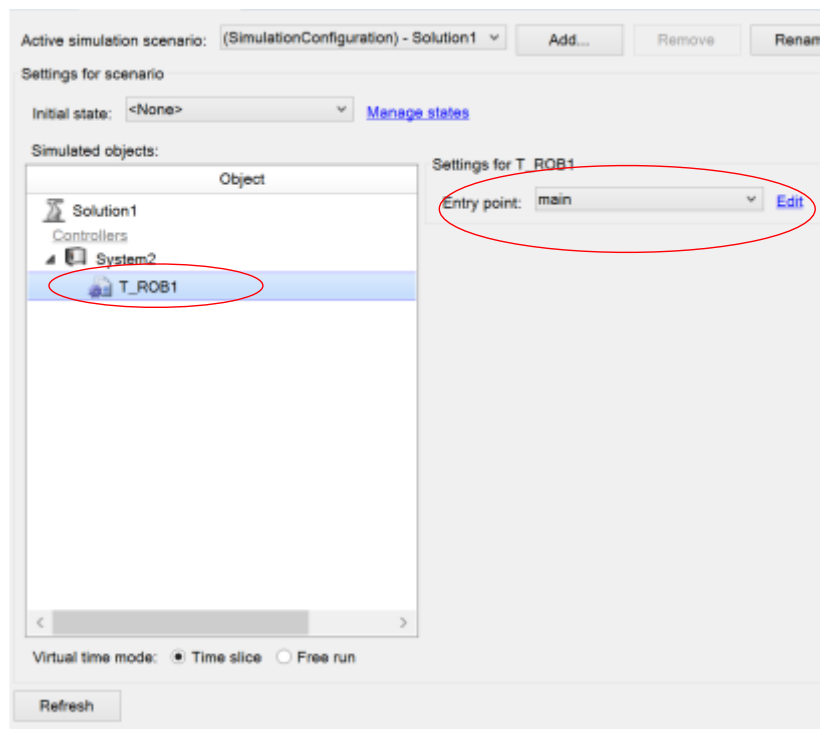 Active simulation scenario: (SimulationConfiguration) - Solution1 Add... Remove Renam
Settings for scenario
Initial state: <None> Manage states
Simulated objects:
Object
Solution1
Controllers
System2
T_ROB1
Settings for T_ROB1
Entry point: main Edit
Virtual time mode: Time slice Free run
Refresh